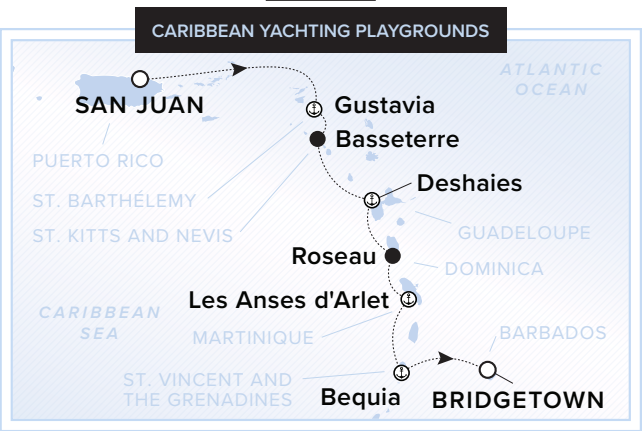 CARIBBEAN YACHTING PLAYGROUNDS
ATLANTIC
OCEAN
SAN JUAN
Gustavia
Basseterre
PUERTO RICO
Deshaies
ST. BARTHÉLEMY
ST. KITTS AND NEVIS
GUADELOUPE
Roseau
DOMINICA
Les Anses d'Arlet
CARIBBEAN
SEA
MARTINIQUE
BARBADOS
ST. VINCENT AND
THE GRENADINES
Bequia
BRIDGETOWN